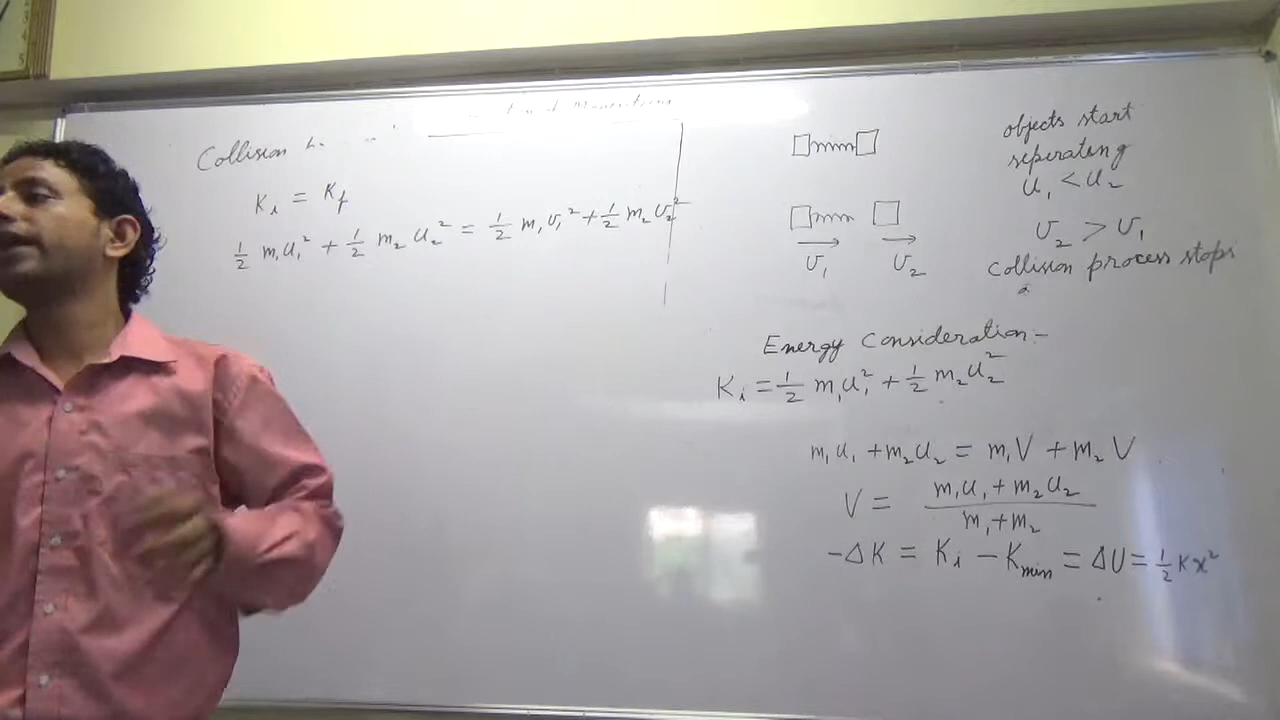 Collision
K_i = K_f
1/2 m₁u₁² + 1/2 m₂u₂² = 1/2 m₁v₁² + 1/2 m₂v₂²
objects start
seperating
u₁ < u₂
v₂ > v₁
collision process stops
v₁ v₂
Energy Consideration:-
K_i = 1/2 m₁u₁² + 1/2 m₂u₂²
m₁u₁ + m₂u₂ = m₁V + m₂V
V = (m₁u₁ + m₂u₂)/(m₁ + m₂)
-ΔK = K_i - K_min = ΔU = 1/2 Kx²